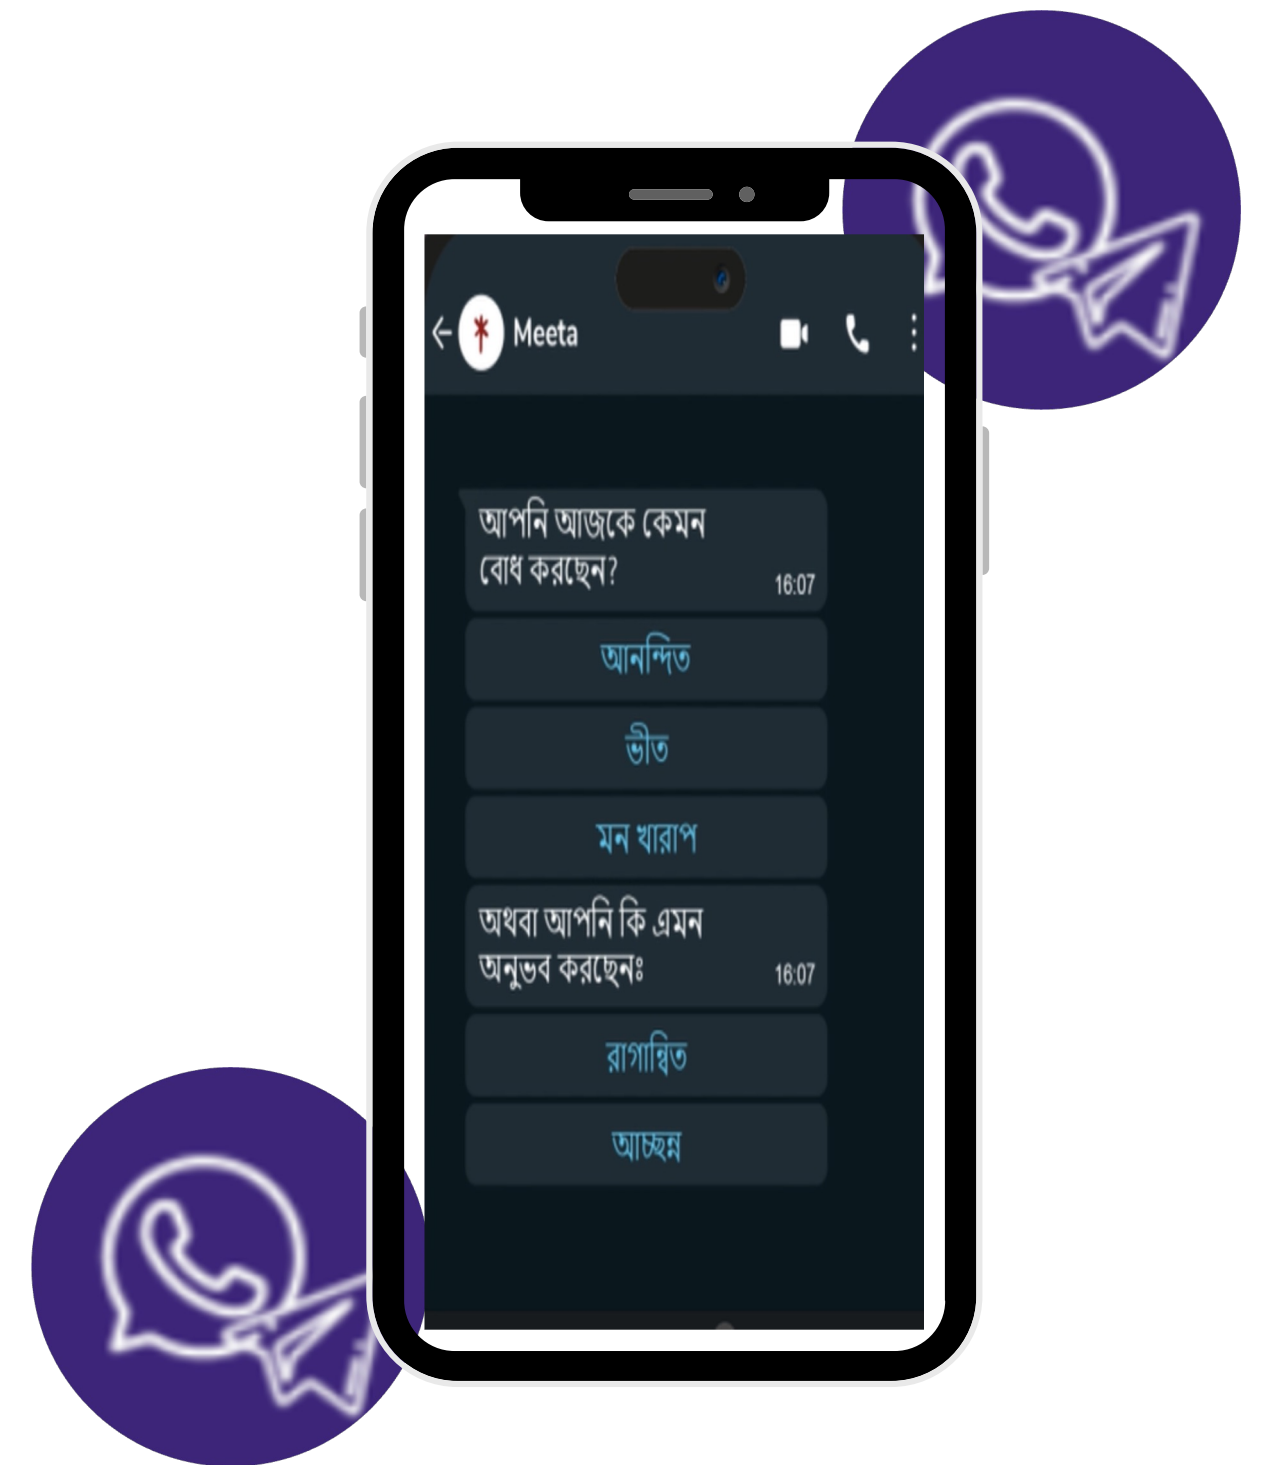 Meeta
আপনি আজকে কেমন
বোধ করছেন?
16:07
আনন্দিত
ভীত
মন খারাপ
অথবা আপনি কি এমন
অনুভব করছেনঃ
16:07
রাগান্বিত
আচ্ছন্ন